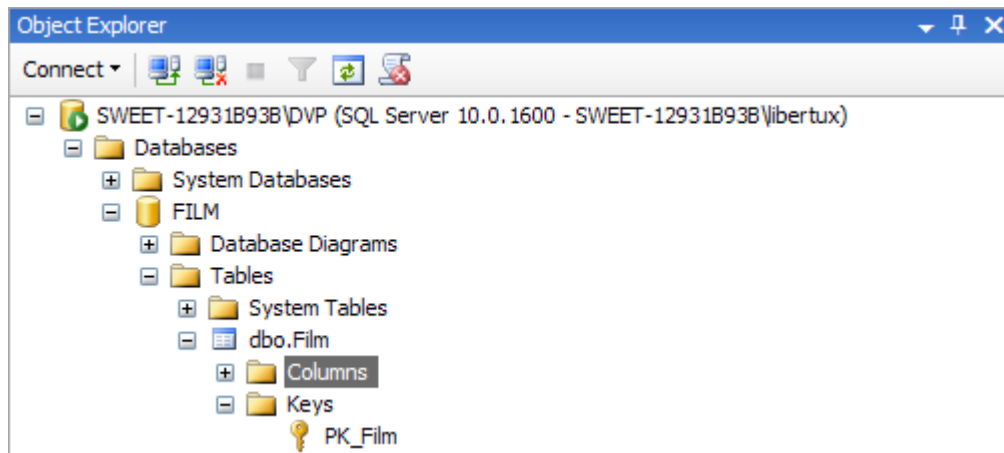 Object Explorer
Connect
SWEET-12931B93B\DVP (SQL Server 10.0.1600 - SWEET-12931B93B\libertux)
Databases
System Databases
FILM
Database Diagrams
Tables
System Tables
dbo.Film
Columns
Keys
PK_Film